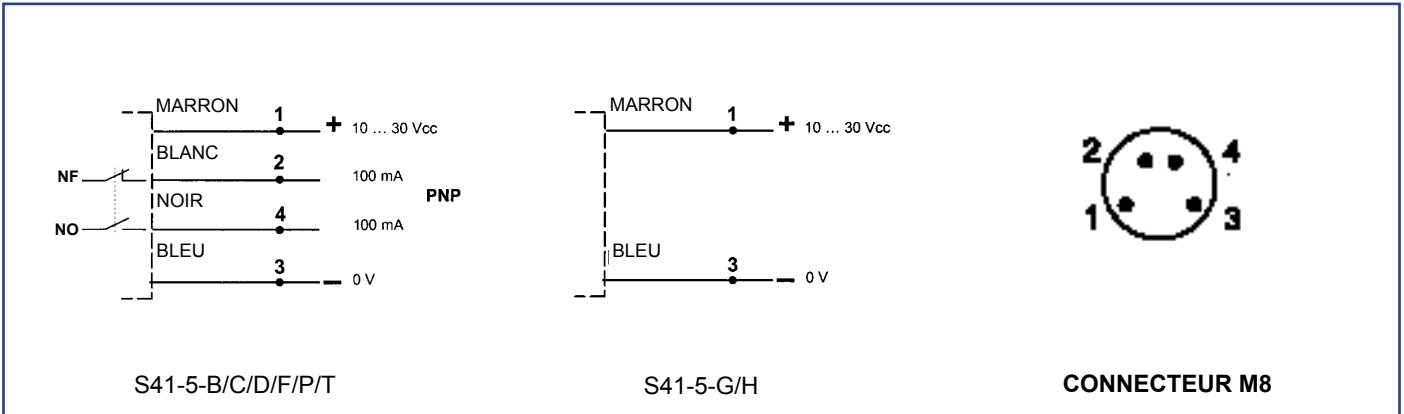 MARRON
1
+ 10 ... 30 Vcc
BLANC
NF
2
100 mA
PNP
NOIR
NO
4
100 mA
BLEU
3
– 0 V
S41-5-B/C/D/F/P/T
MARRON
1
+ 10 ... 30 Vcc
BLEU
3
– 0 V
S41-5-G/H
2
4
1
3
CONNECTEUR M8